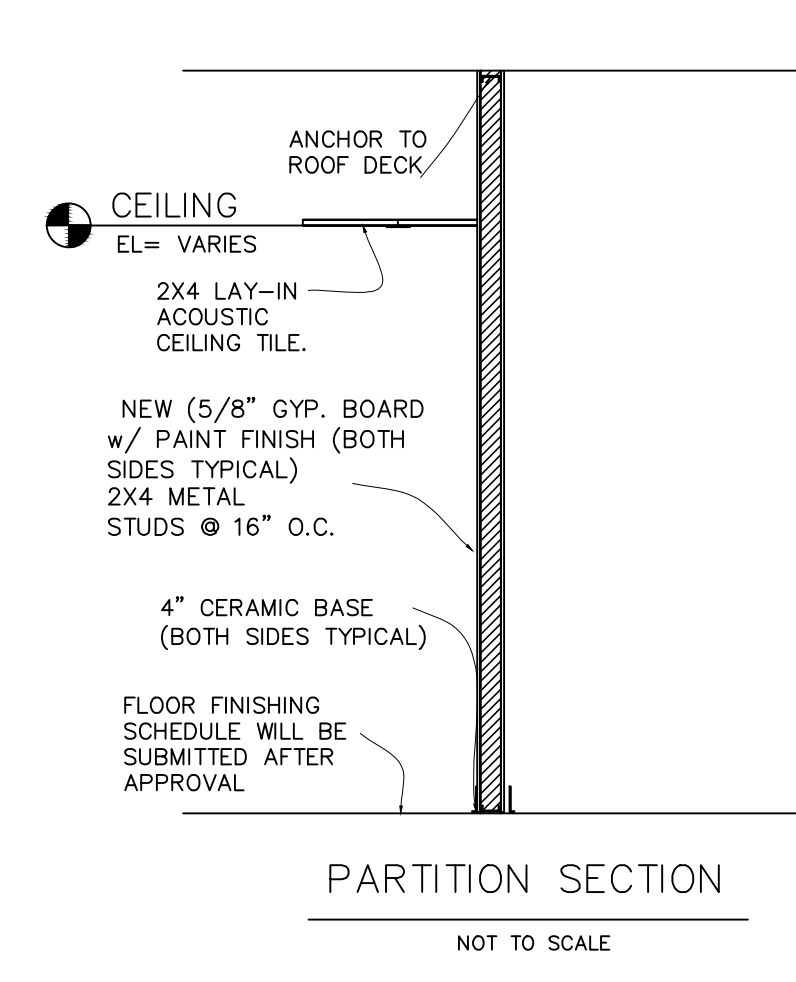 ANCHOR TO
ROOF DECK
CEILING
EL= VARIES
2X4 LAY-IN
ACOUSTIC
CEILING TILE.
NEW (5/8" GYP. BOARD
w/ PAINT FINISH (BOTH
SIDES TYPICAL)
2X4 METAL
STUDS @ 16" O.C.
4" CERAMIC BASE
(BOTH SIDES TYPICAL)
FLOOR FINISHING
SCHEDULE WILL BE
SUBMITTED AFTER
APPROVAL
PARTITION SECTION
NOT TO SCALE